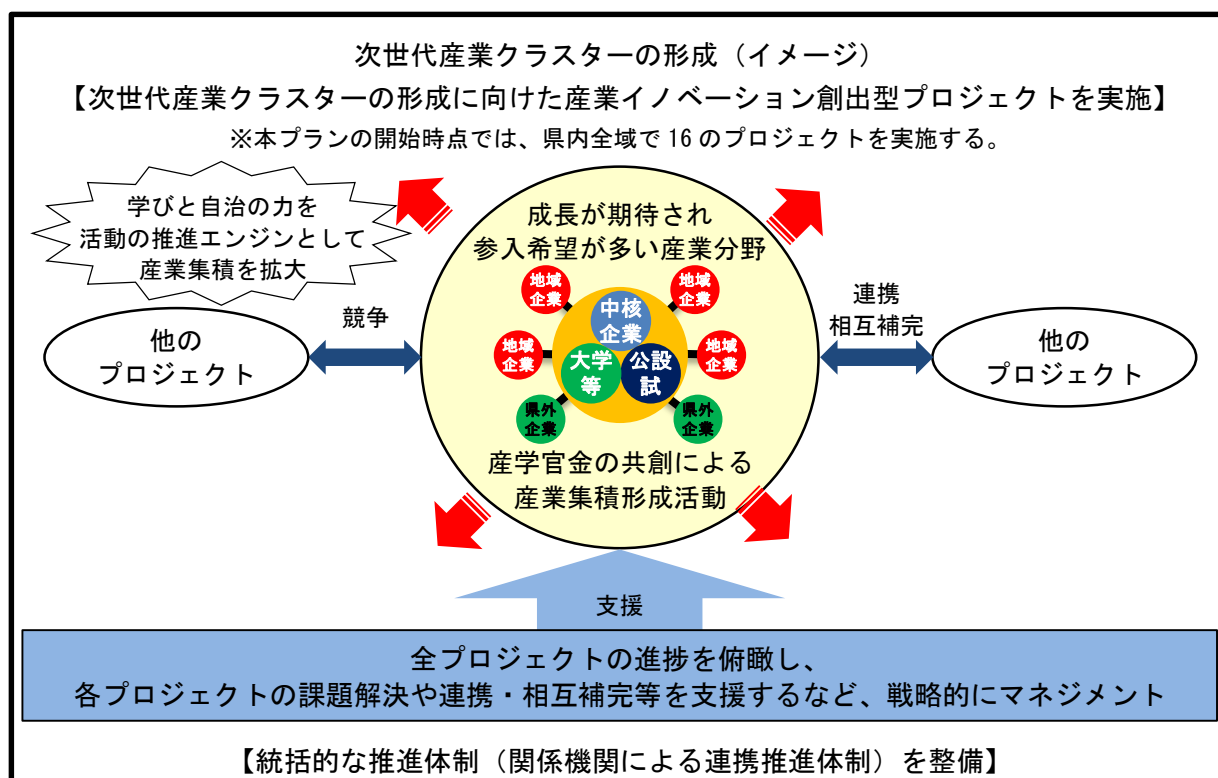 次世代産業クラスターの形成（イメージ）
【次世代産業クラスターの形成に向けた産業イノベーション創出型プロジェクトを実施】
※本プランの開始時点では、県内全域で 16 のプロジェクトを実施する。
学びと自治の力を
活動の推進エンジンとして
産業集積を拡大
成長が期待され
参入希望が多い産業分野
地域
企業
地域
企業
中核
企業
地域
企業
大学
等
公設
試
地域
企業
県外
企業
県外
企業
産学官金の共創による
産業集積形成活動
他の
プロジェクト
競争
連携
相互補完
他の
プロジェクト
支援
全プロジェクトの進捗を俯瞰し、
各プロジェクトの課題解決や連携・相互補完等を支援するなど、戦略的にマネジメント
【統括的な推進体制（関係機関による連携推進体制）を整備】